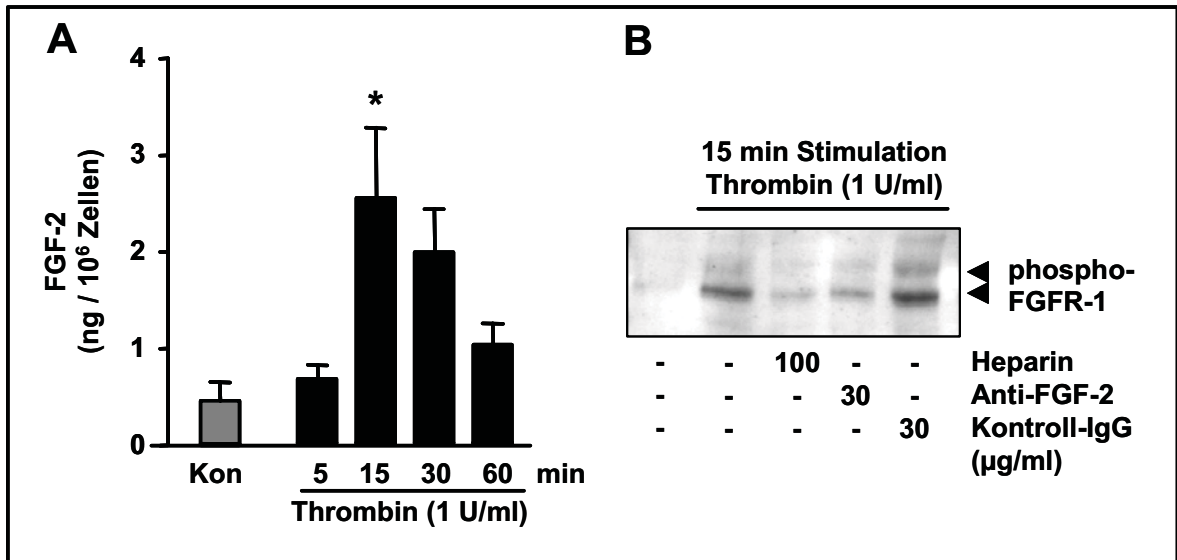 A
4
3
2
1
0
FGF-2
(ng / 10⁶ Zellen)
*
Kon
5 15 30 60 min
Thrombin (1 U/ml)
B
15 min Stimulation
Thrombin (1 U/ml)
phospho-
FGFR-1
- - 100 - - Heparin
- - - 30 - Anti-FGF-2
- - - - 30 Kontroll-IgG
(µg/ml)